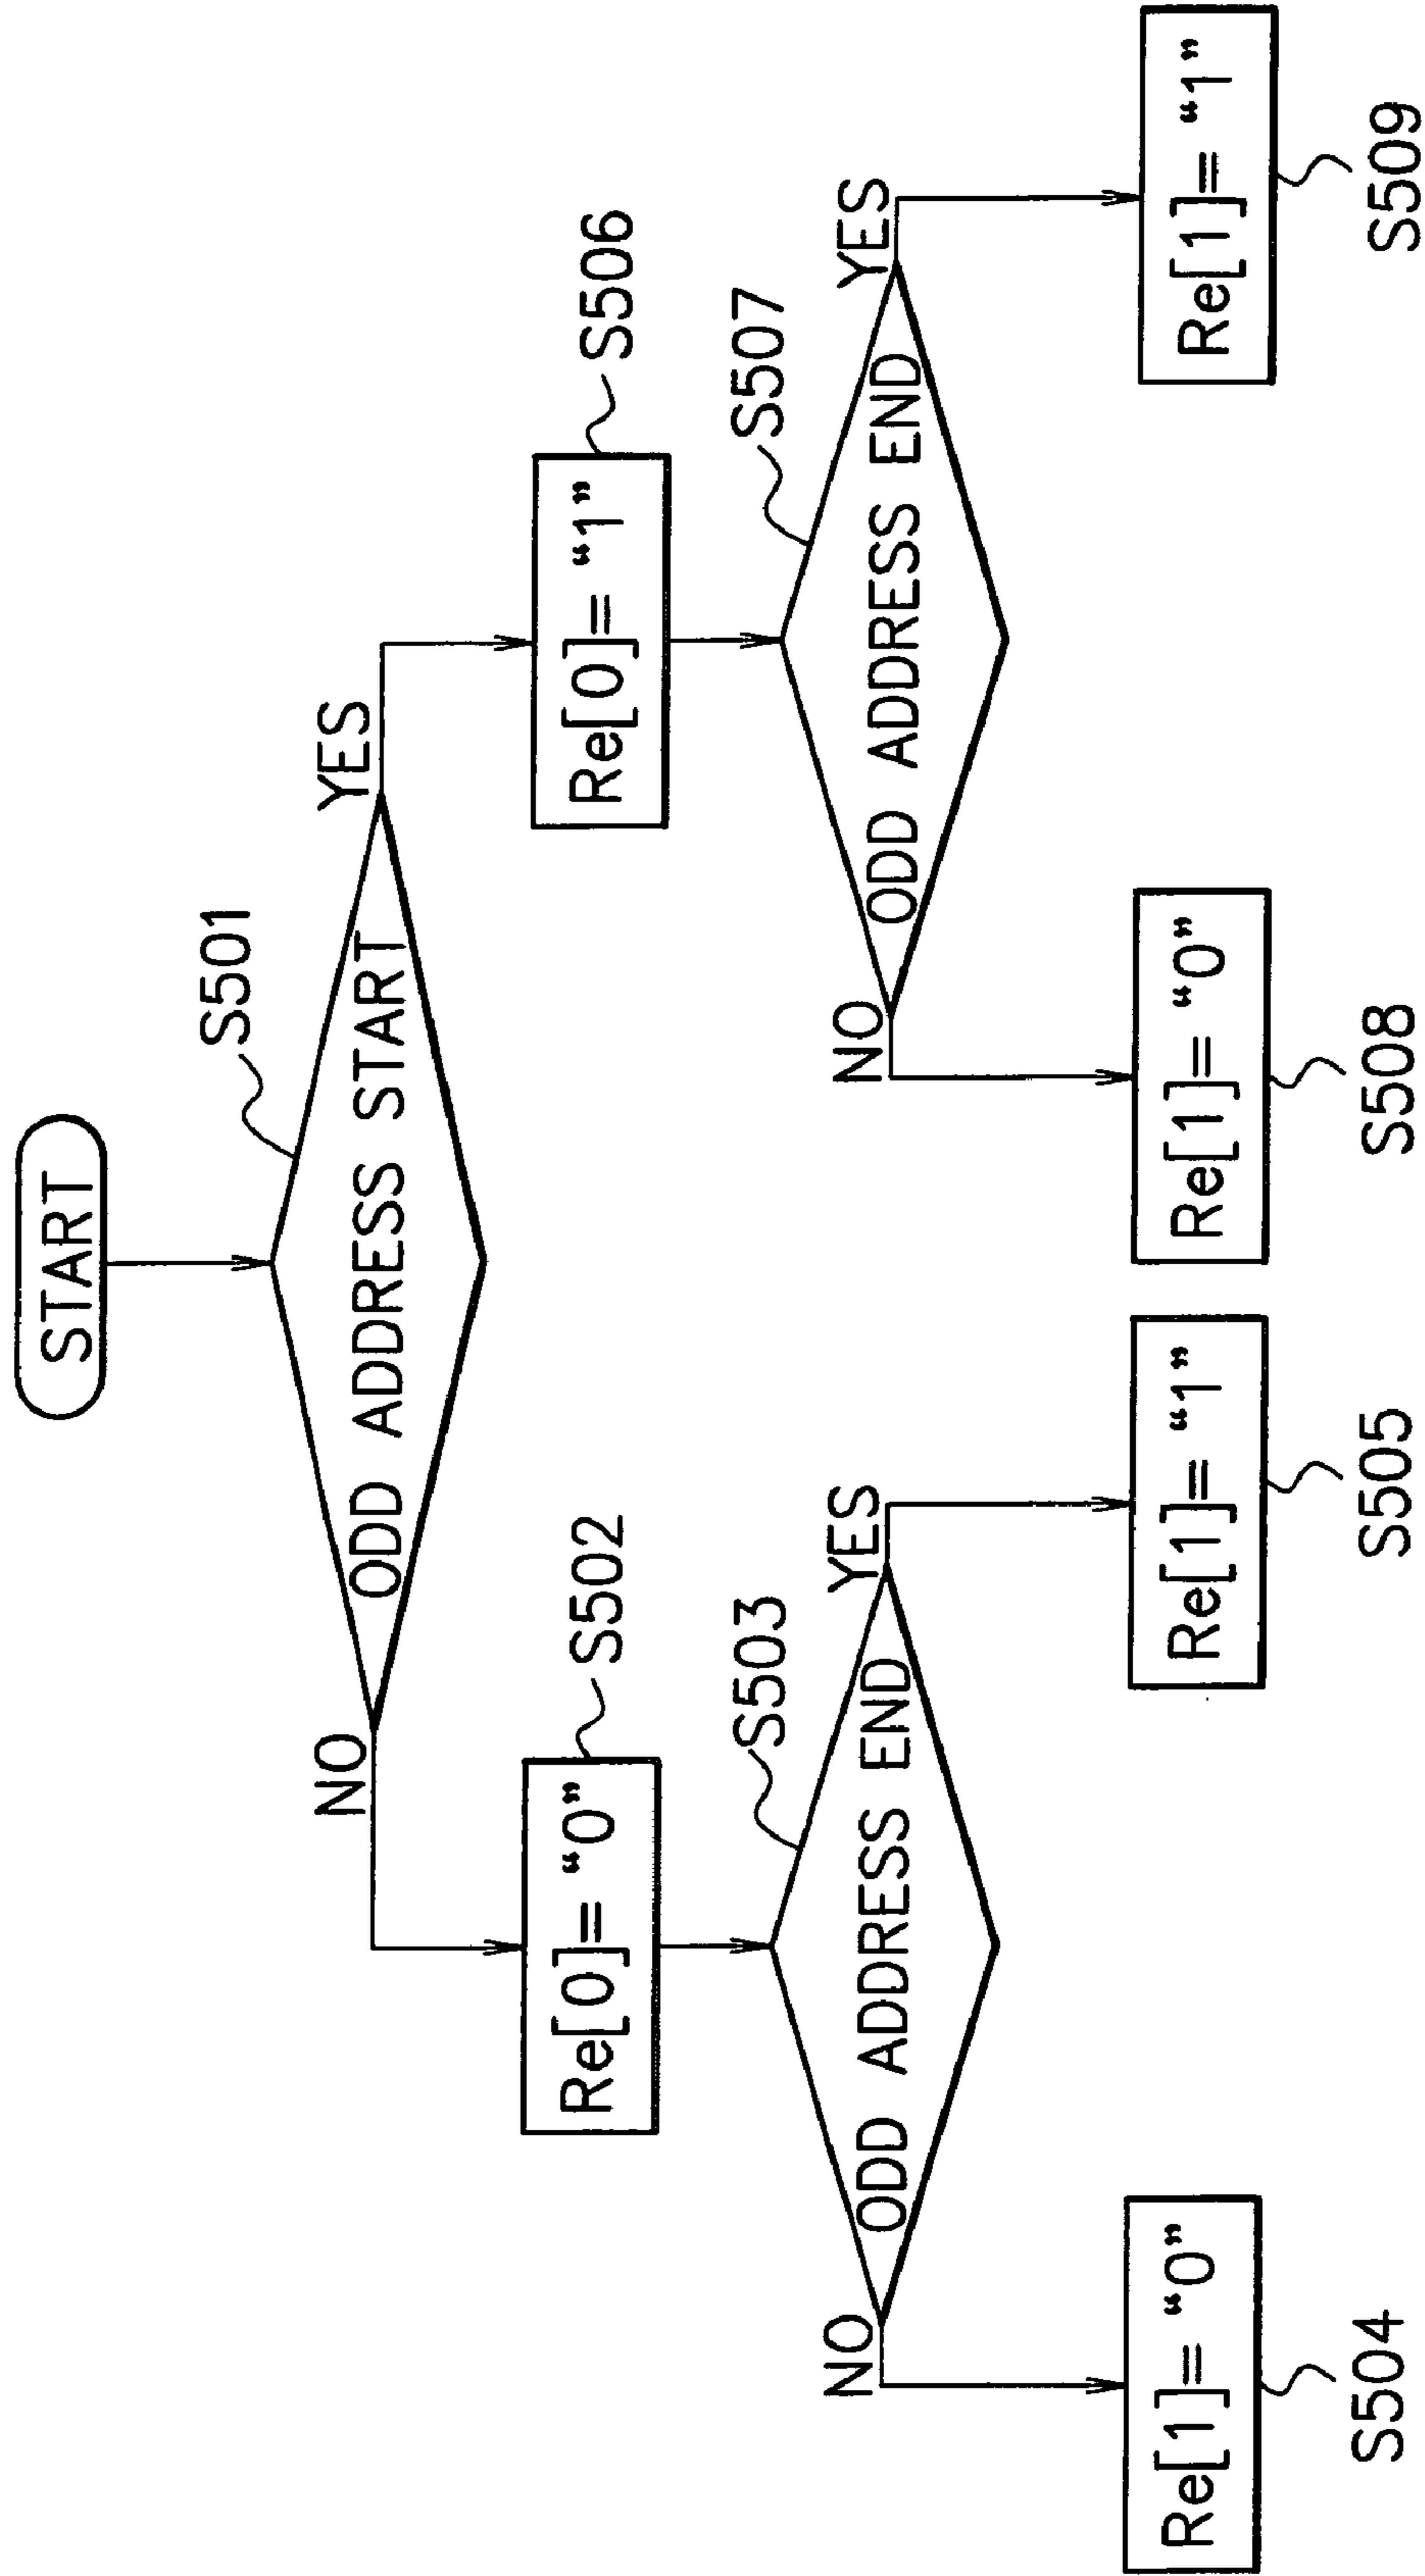 START
S501
ODD ADDRESS START
NO
YES
Re[0]= “0”
S502
Re[0]= “1”
S506
S503
ODD ADDRESS END
NO
YES
S507
ODD ADDRESS END
NO
YES
Re[1]= “0”
Re[1]= “1”
Re[1]= “0”
Re[1]= “1”
S504
S505
S508
S509